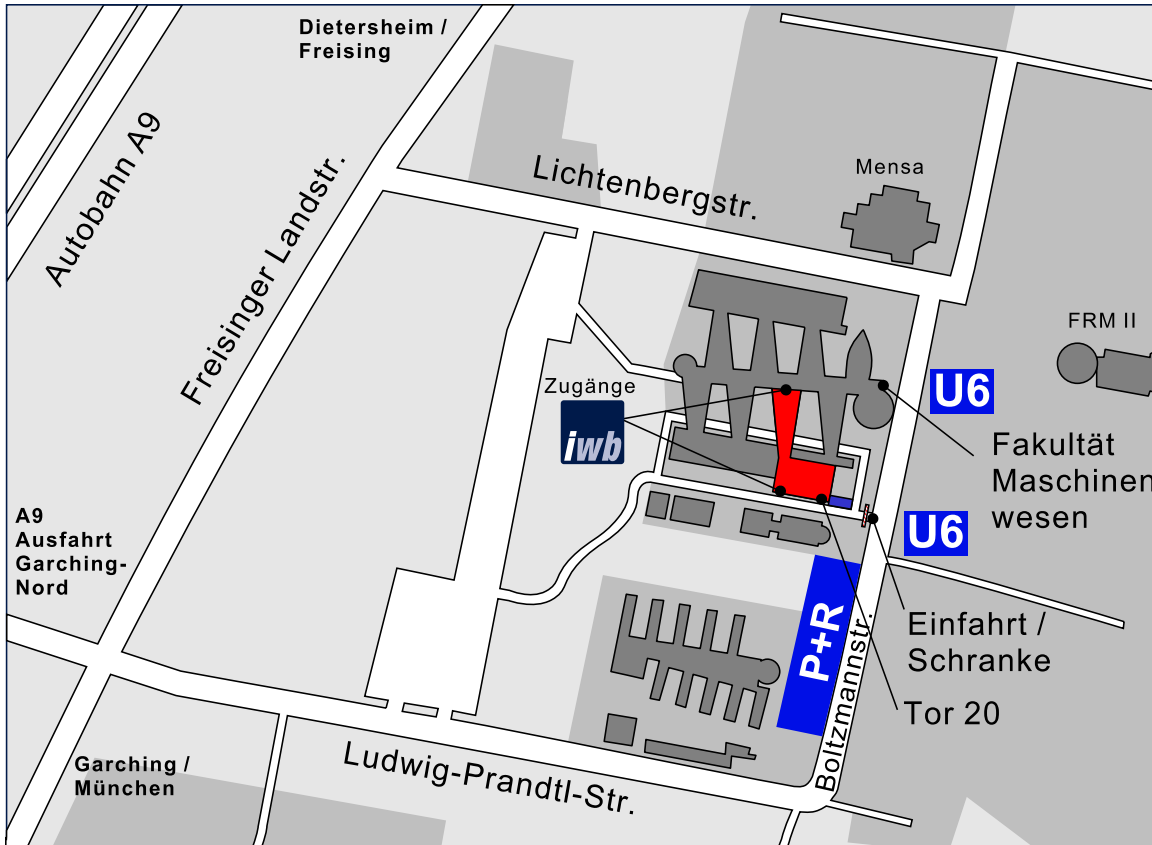 Dietersheim /
Freising
Autobahn A9
Freisinger Landstr.
Lichtenbergstr.
Mensa
FRM II
Zugänge
iwb
U6
Fakultät
Maschinen
wesen
U6
A9
Ausfahrt
Garching-
Nord
P+R
Boltzmannstr.
Einfahrt /
Schranke
Tor 20
Garching /
München
Ludwig-Prandtl-Str.